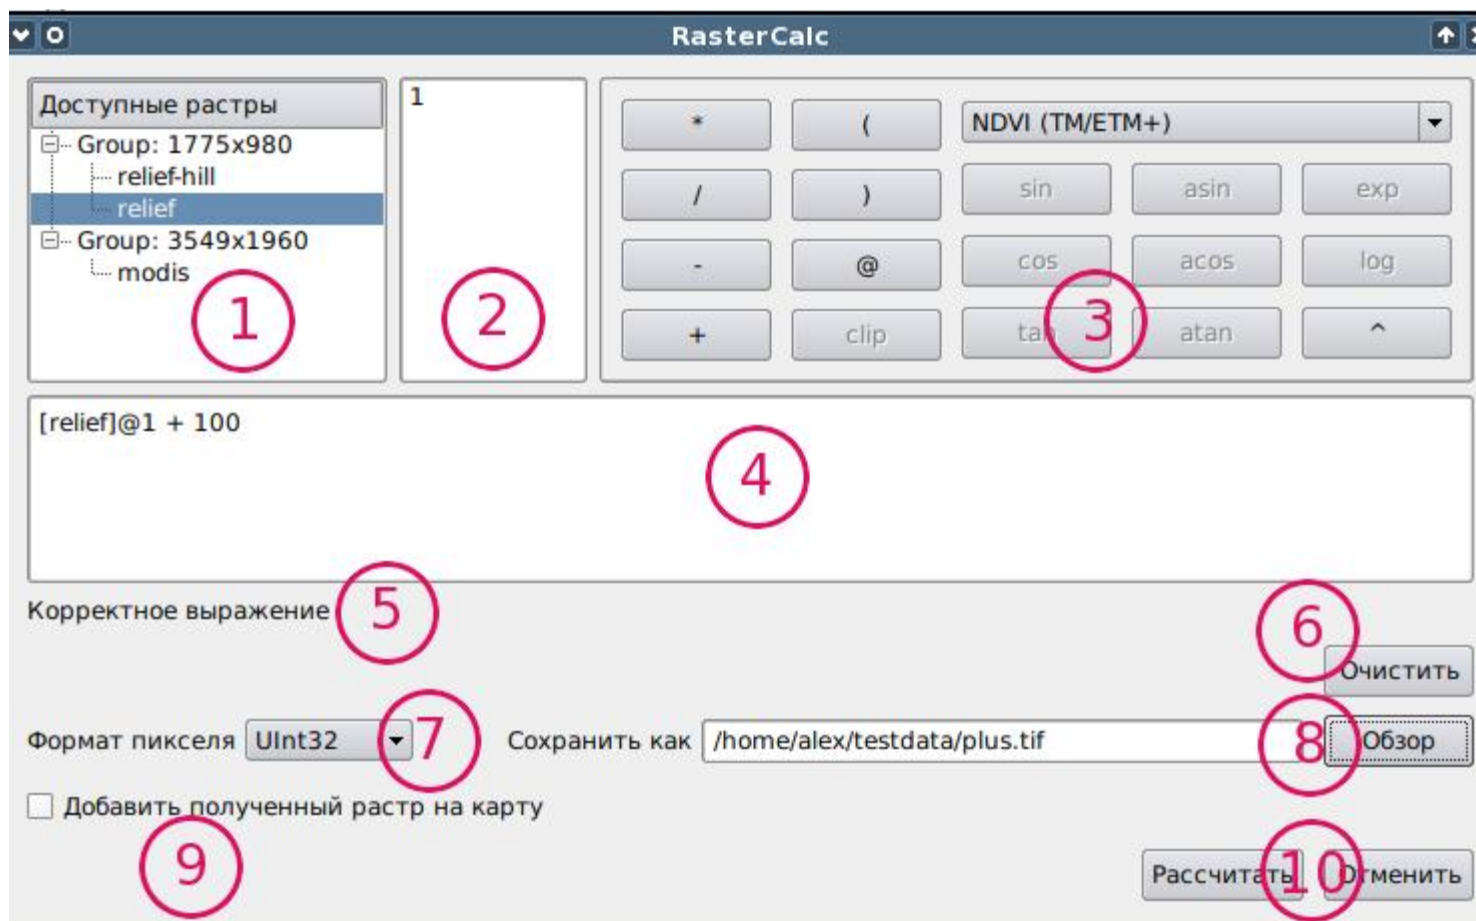 RasterCalc
Доступные растры
Group: 1775x980
relief-hill
relief
Group: 3549x1960
modis
1
1
2
* ( NDVI (TM/ETM+)
/ ) sin asin exp
- @ cos acos log
+ clip tan atan ^
3
[relief]@1 + 100
4
Корректное выражение
5
6
Очистить
Формат пикселя UInt32
7
Сохранить как /home/alex/testdata/plus.tif
8
Обзор
Добавить полученный растр на карту
9
Рассчитать
10
Отменить